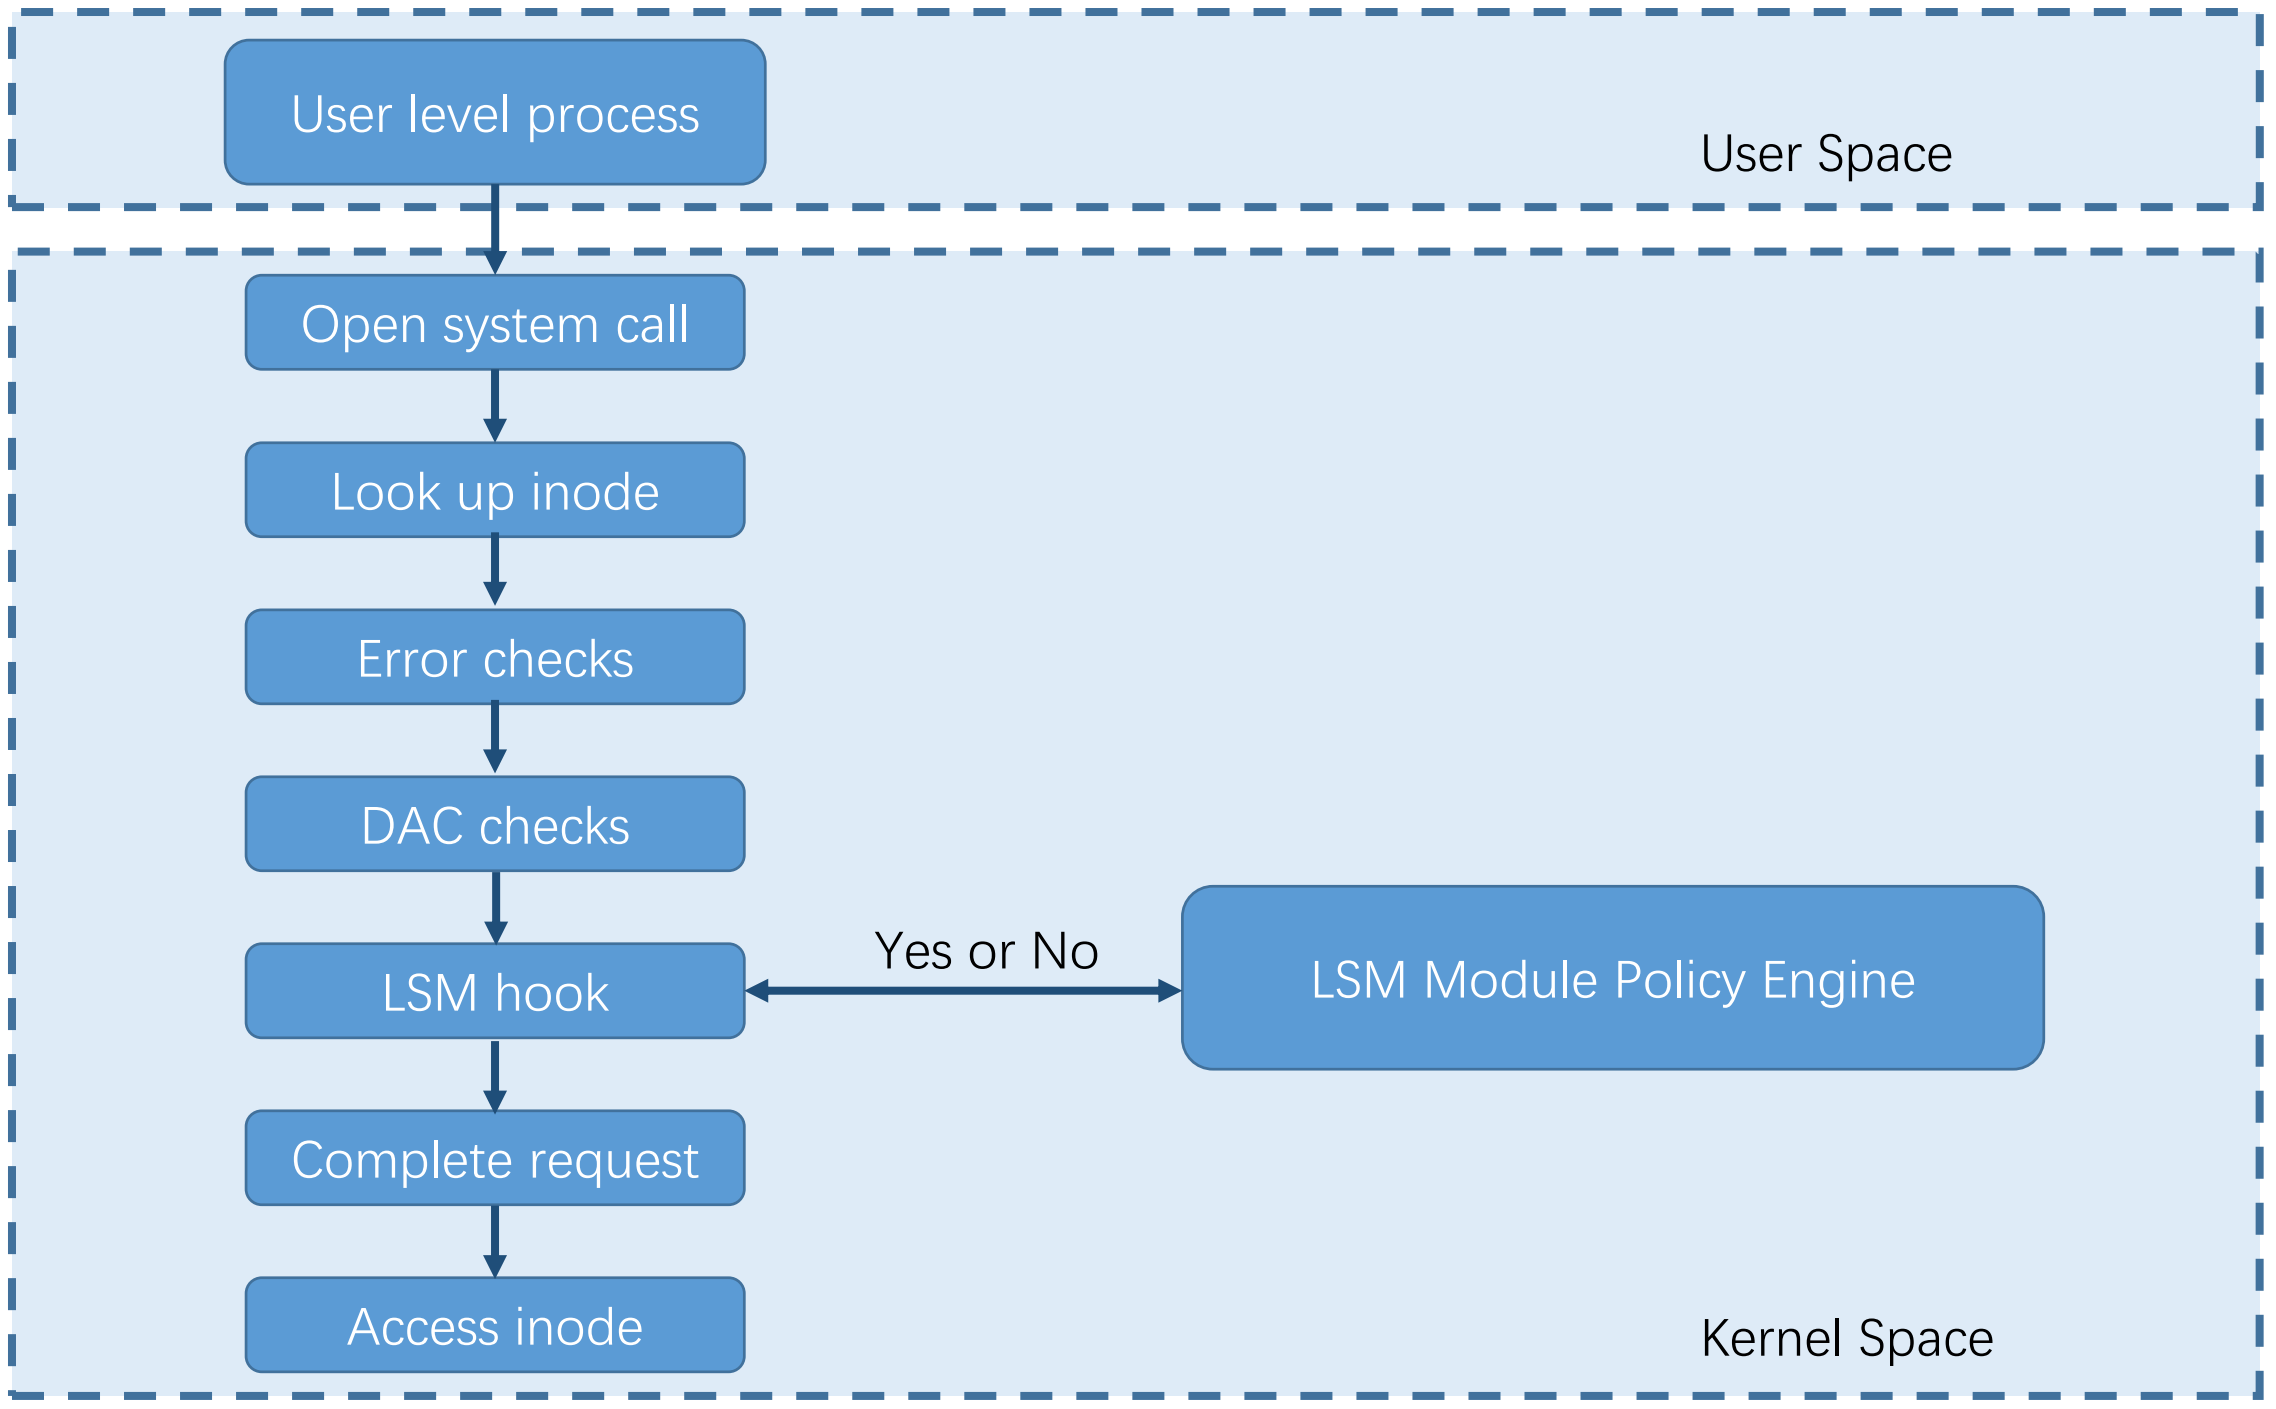 User level process
User Space
Open system call
Look up inode
Error checks
DAC checks
LSM hook
Yes or No
LSM Module Policy Engine
Complete request
Access inode
Kernel Space